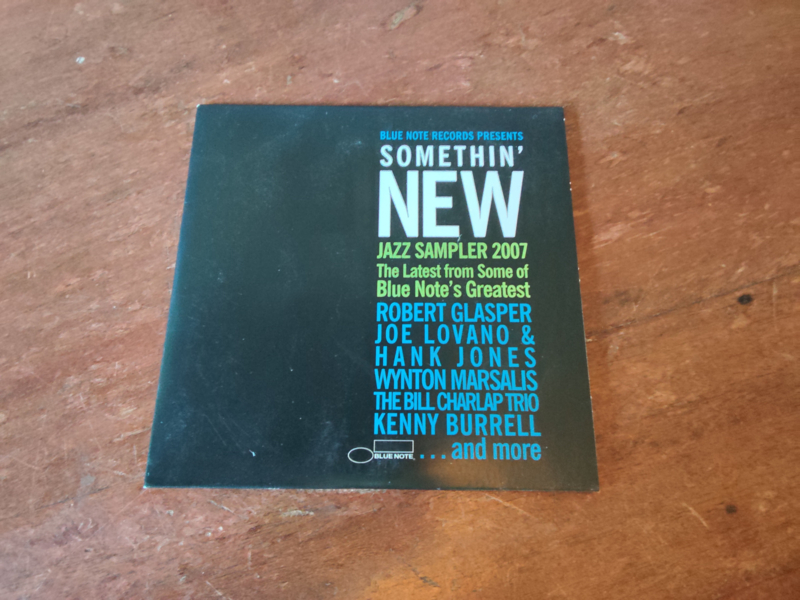 BLUE NOTE RECORDS PRESENTS
SOMETHIN'
NEW
JAZZ SAMPLER 2007
The Latest from Some of
Blue Note's Greatest
ROBERT GLASPER
JOE LOVANO &
HANK JONES
WYNTON MARSALIS
THE BILL CHARLAP TRIO
KENNY BURRELL
...and more
BLUE NOTE